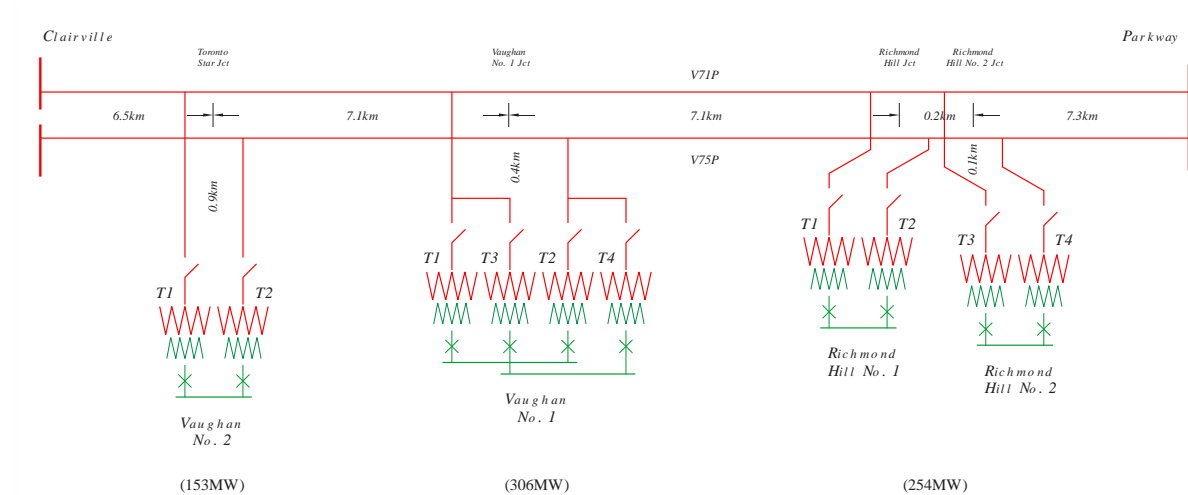 Clairville
Parkway
Toronto
Star Jct
Vaughan
No. 1 Jct
Richmond
Hill Jct
Richmond
Hill No. 2 Jct
V71P
6.5km
7.1km
7.1km
0.2km
7.3km
V75P
0.9km
0.4km
0.1km
T1
T2
T3
T4
T1
T3
T2
T4
T1
T2
Richmond
Hill No. 1
Richmond
Hill No. 2
Vaughan
No. 1
Vaughan
No. 2
(153MW)
(306MW)
(254MW)